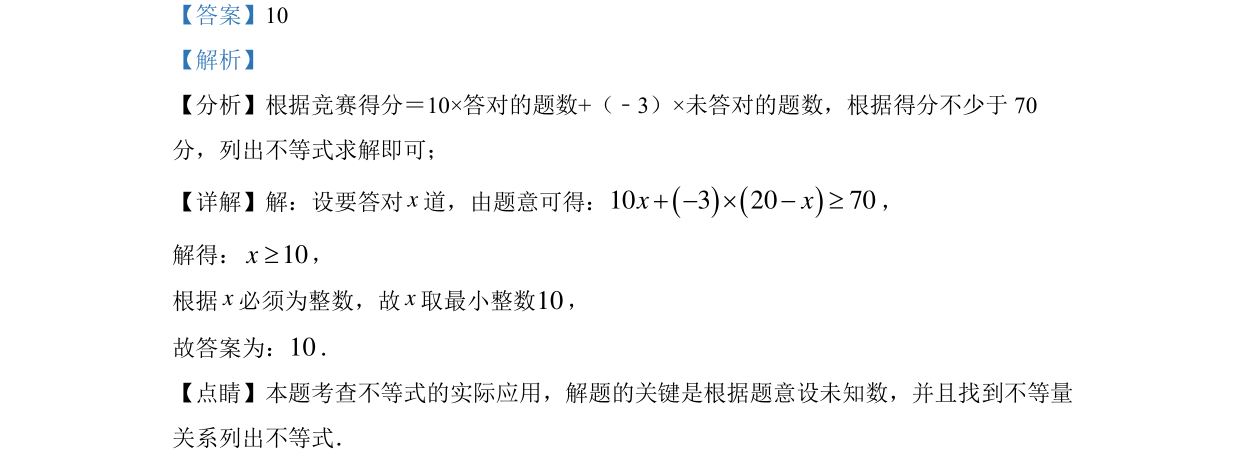 【答案】10
【解析】
【分析】根据竞赛得分＝10×答对的题数+（﹣3）×未答对的题数，根据得分不少于 70
分，列出不等式求解即可；
【详解】解：设要答对 x 道，由题意可得：10x+(−3)×(20−x)≥70，
解得：x≥10，
根据 x 必须为整数，故 x 取最小整数10，
故答案为：10．
【点睛】本题考查不等式的实际应用，解题的关键是根据题意设未知数，并且找到不等量
关系列出不等式．